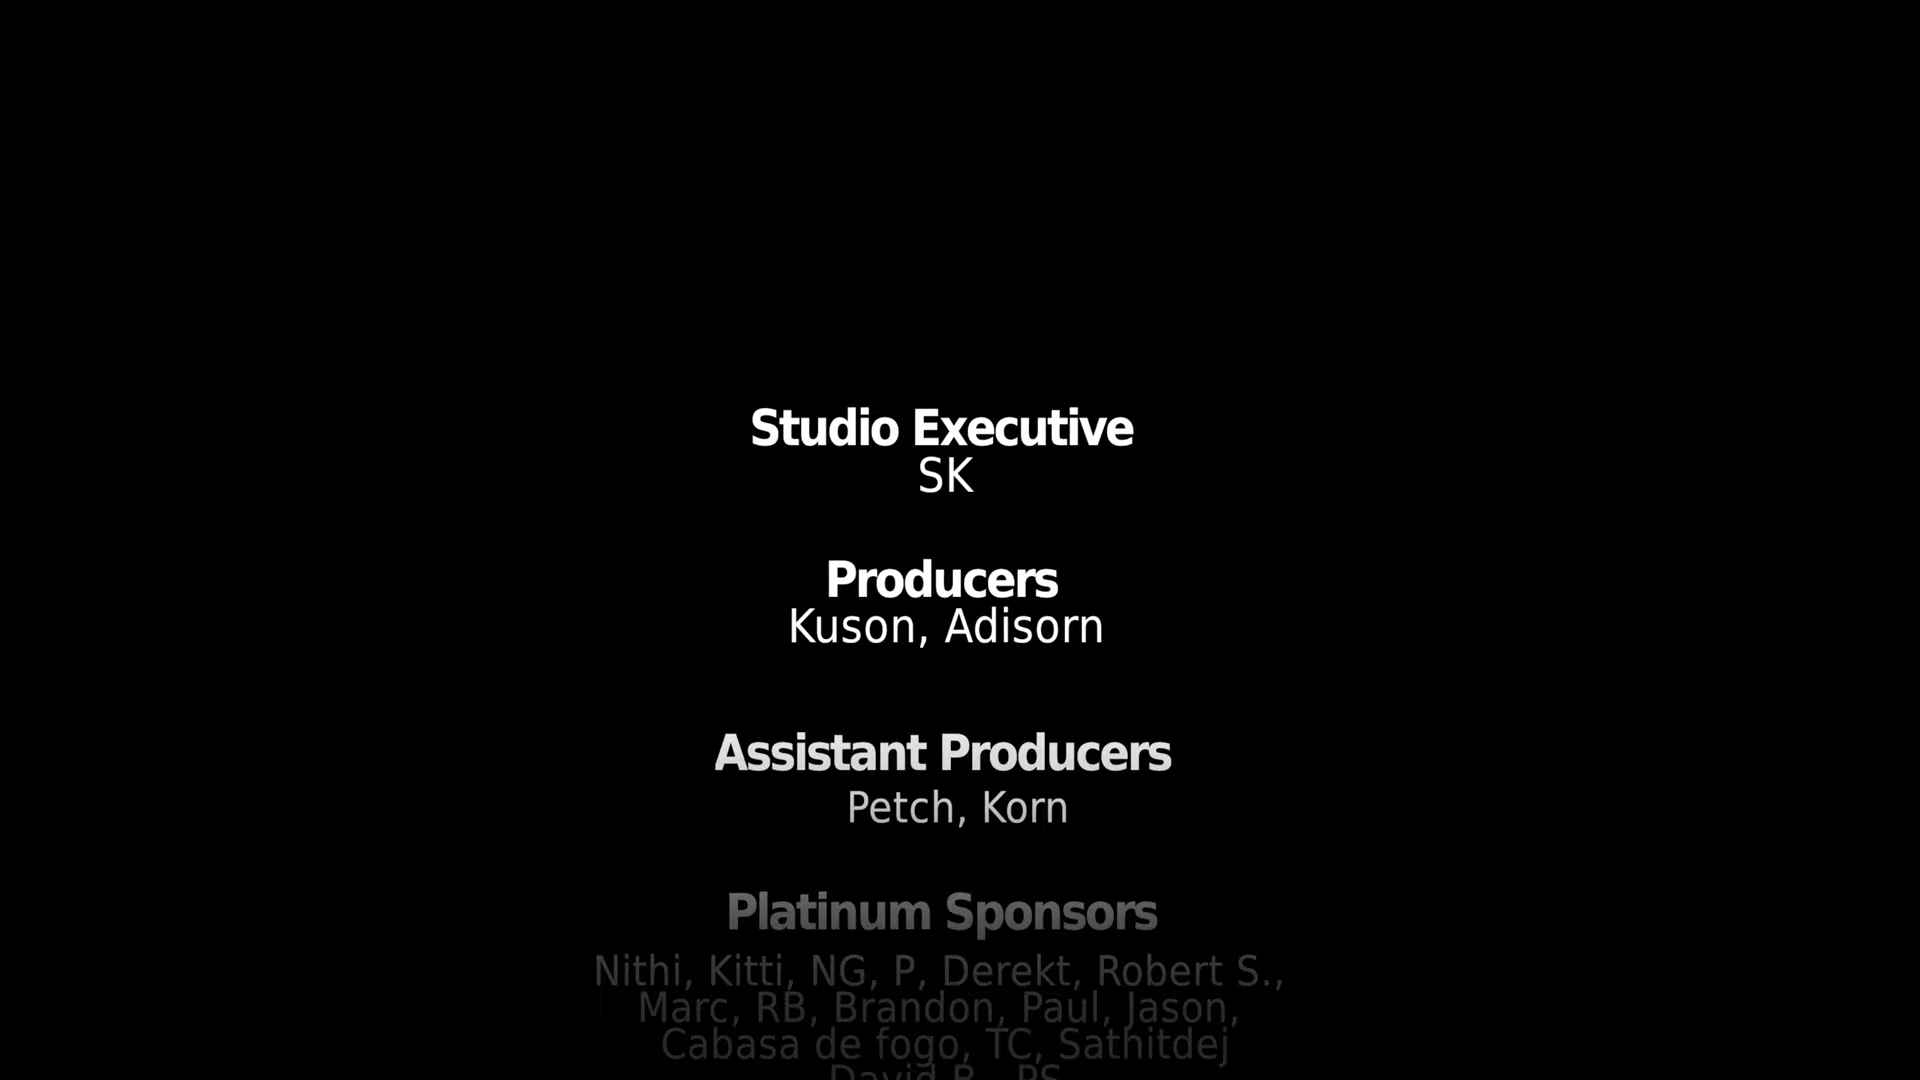 Studio Executive
SK
Producers
Kuson, Adisorn
Assistant Producers
Petch, Korn
Platinum Sponsors
Nithi, Kitti, NG, P, Derekt, Robert S.,
Marc, RB, Brandon, Paul, Jason,
Cabasa de fogo, TC, Sathitdej
David